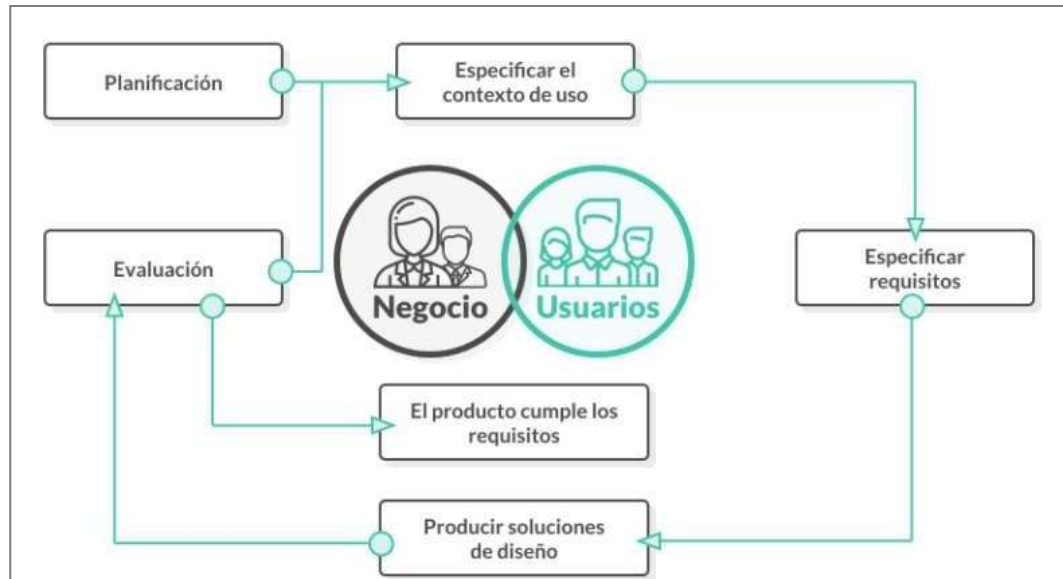 Planificación
Especificar el
contexto de uso
Evaluación
Negocio
Usuarios
Especificar
requisitos
El producto cumple los
requisitos
Producir soluciones
de diseño